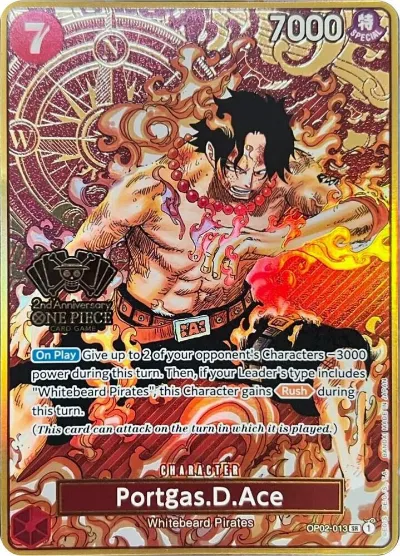 7
7000
特
SPECIAL
N
W
2nd Anniversary
ONE PIECE
CARD GAME
On Play Give up to 2 of your opponent's Characters −3000
power during this turn. Then, if your Leader's type includes
"Whitebeard Pirates", this Character gains Rush during
this turn.
(This card can attack on the turn in which it is played.)
CHARACTER
Portgas.D.Ace
Whitebeard Pirates
OP02-013 SR 1